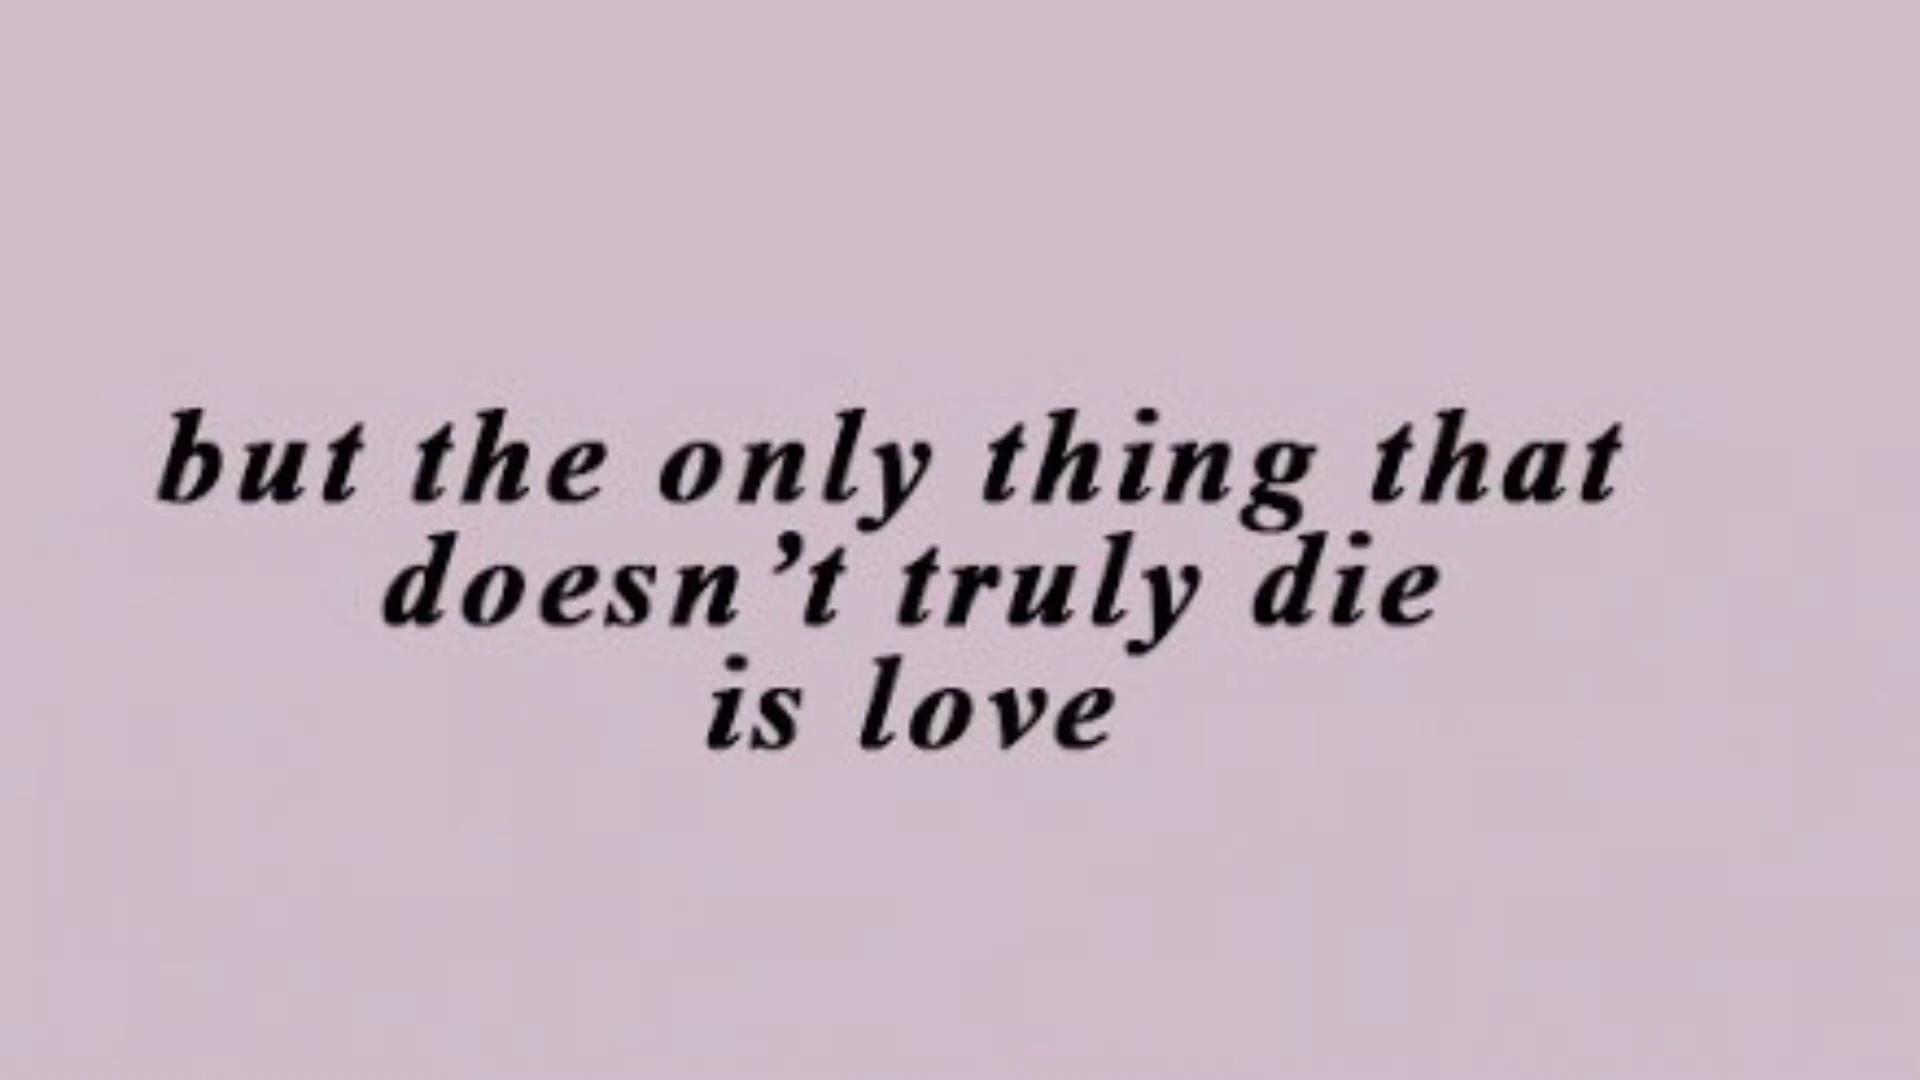 but the only thing that
doesn’t truly die
is love